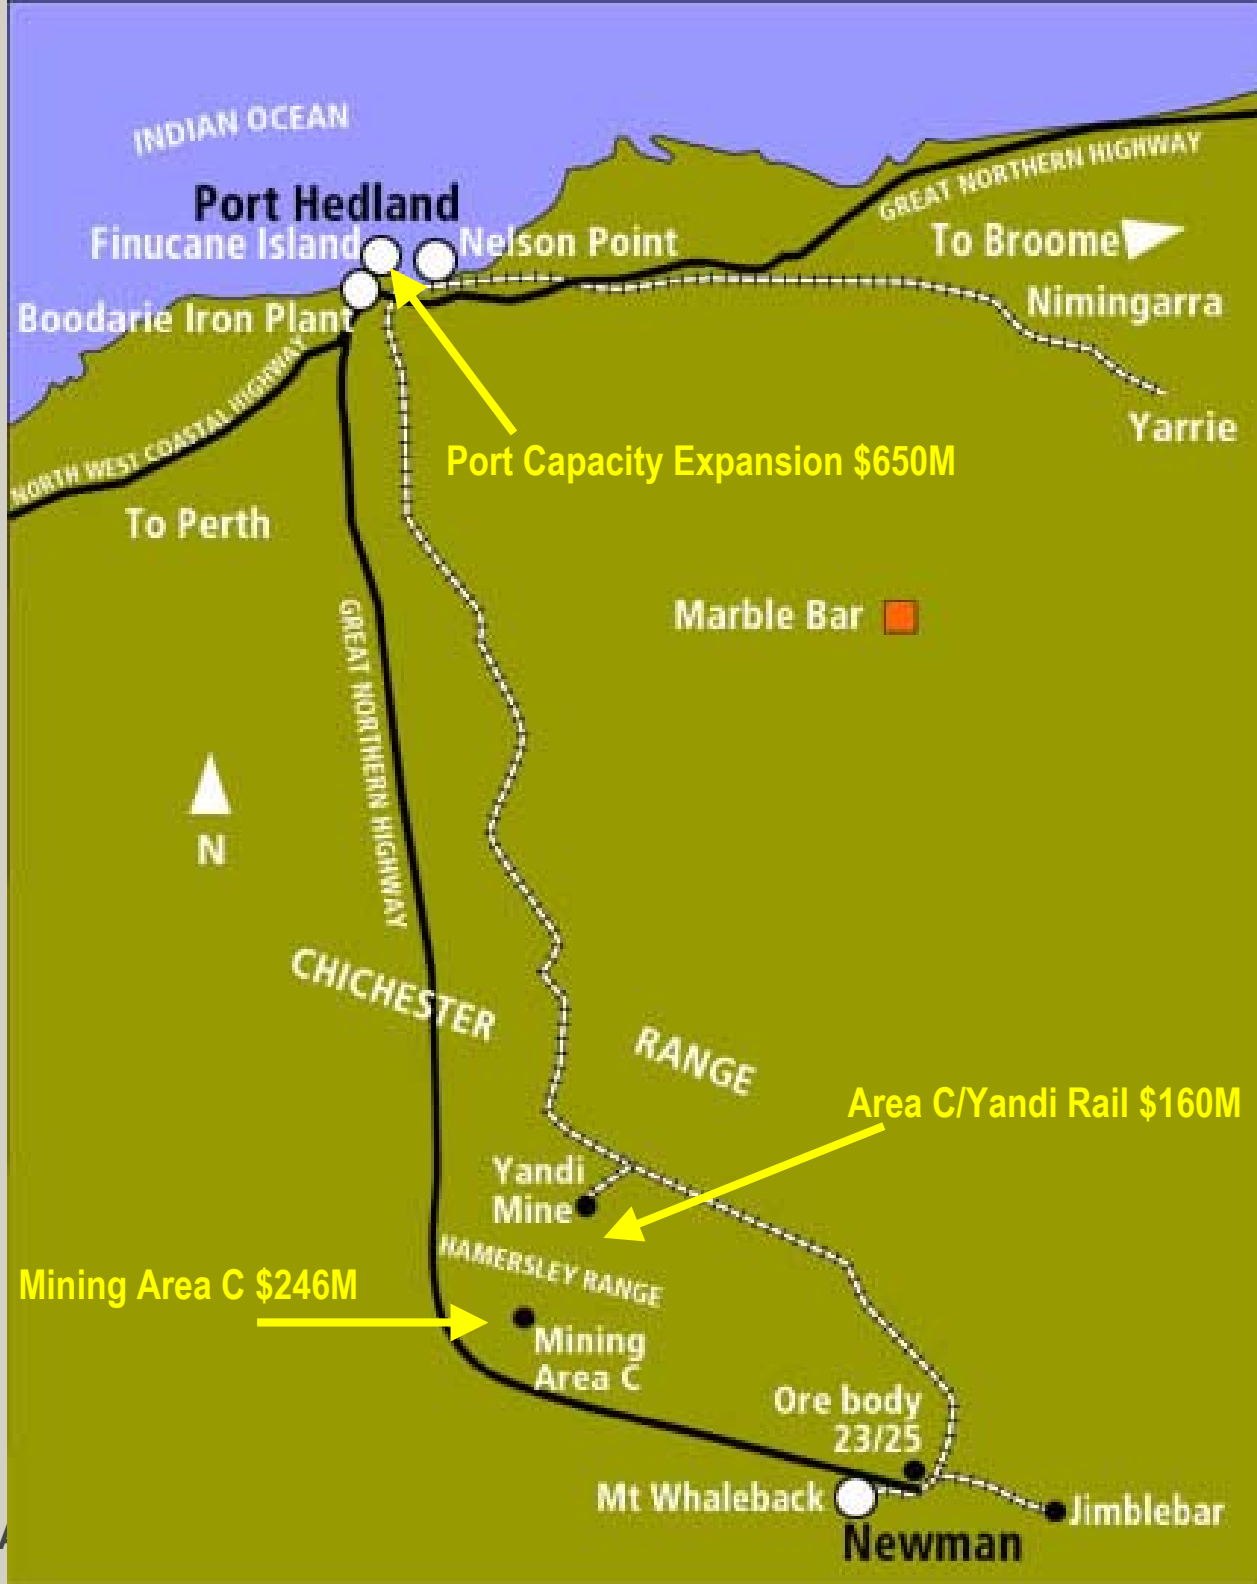 INDIAN OCEAN
Port Hedland
Finucane Island
Nelson Point
Boodarie Iron Plant
GREAT NORTHERN HIGHWAY
To Broome
Nimingarra
Yarrie
NORTH WEST COASTAL HIGHWAY
To Perth
Port Capacity Expansion $650M
Marble Bar
GREAT NORTHERN HIGHWAY
N
CHICHESTER
RANGE
Area C/Yandi Rail $160M
Yandi
Mine
HAMERSLEY RANGE
Mining Area C $246M
Mining
Area C
Ore body
23/25
Mt Whaleback
Jimblebar
Newman